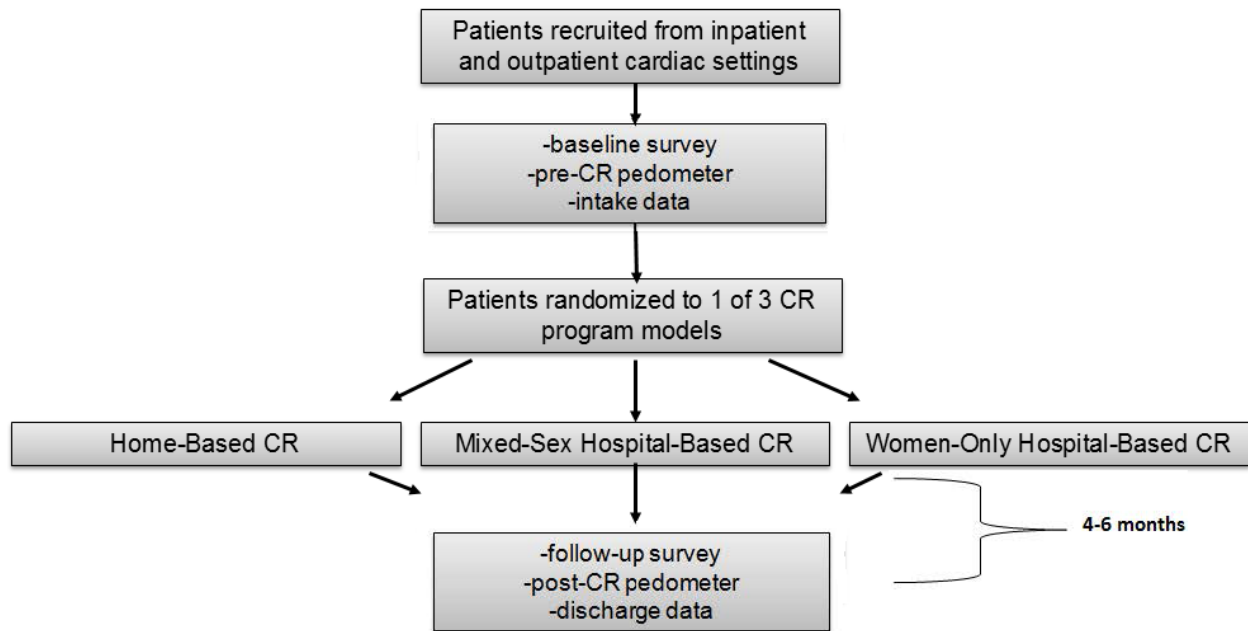 Patients recruited from inpatient
and outpatient cardiac settings
-baseline survey
-pre-CR pedometer
-intake data
Patients randomized to 1 of 3 CR
program models
Home-Based CR
Mixed-Sex Hospital-Based CR
Women-Only Hospital-Based CR
4-6 months
-follow-up survey
-post-CR pedometer
-discharge data